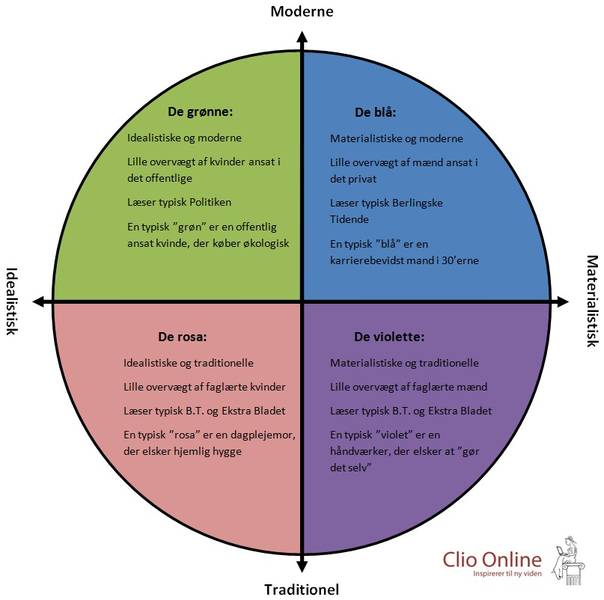 Moderne
De grønne:
Idealistiske og moderne
Lille overvægt af kvinder ansat i
det offentlige
Læser typisk Politiken
En typisk ”grøn” er en offentlig
ansat kvinde, der køber økologisk
De blå:
Materialistiske og moderne
Lille overvægt af mænd ansat i
det privat
Læser typisk Berlingske
Tidende
En typisk ”blå” er en
karrierebevidst mand i 30’erne
Idealistisk
Materialistisk
De rosa:
Idealistiske og traditionelle
Lille overvægt af faglærte kvinder
Læser typisk B.T. og Ekstra Bladet
En typisk ”rosa” er en dagplejemor,
der elsker hjemlig hygge
De violette:
Materialistiske og traditionelle
Lille overvægt af faglærte mænd
Læser typisk B.T. og Ekstra Bladet
En typisk ”violet” er en
håndværker, der elsker at ”gør
det selv”
Traditionel
Clio Online
Inspirerer til ny viden